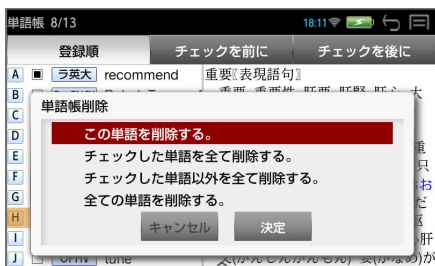 単語帳 8/13
18:11
登録順 チェックを前に チェックを後に
A ラ英大 recommend 重要〖表現語句〗
B
単語帳削除
C
この単語を削除する。
D
チェックした単語を全て削除する。
E
チェックした単語以外を全て削除する。
F
全ての単語を削除する。
G
キャンセル 決定
H
I
J tune